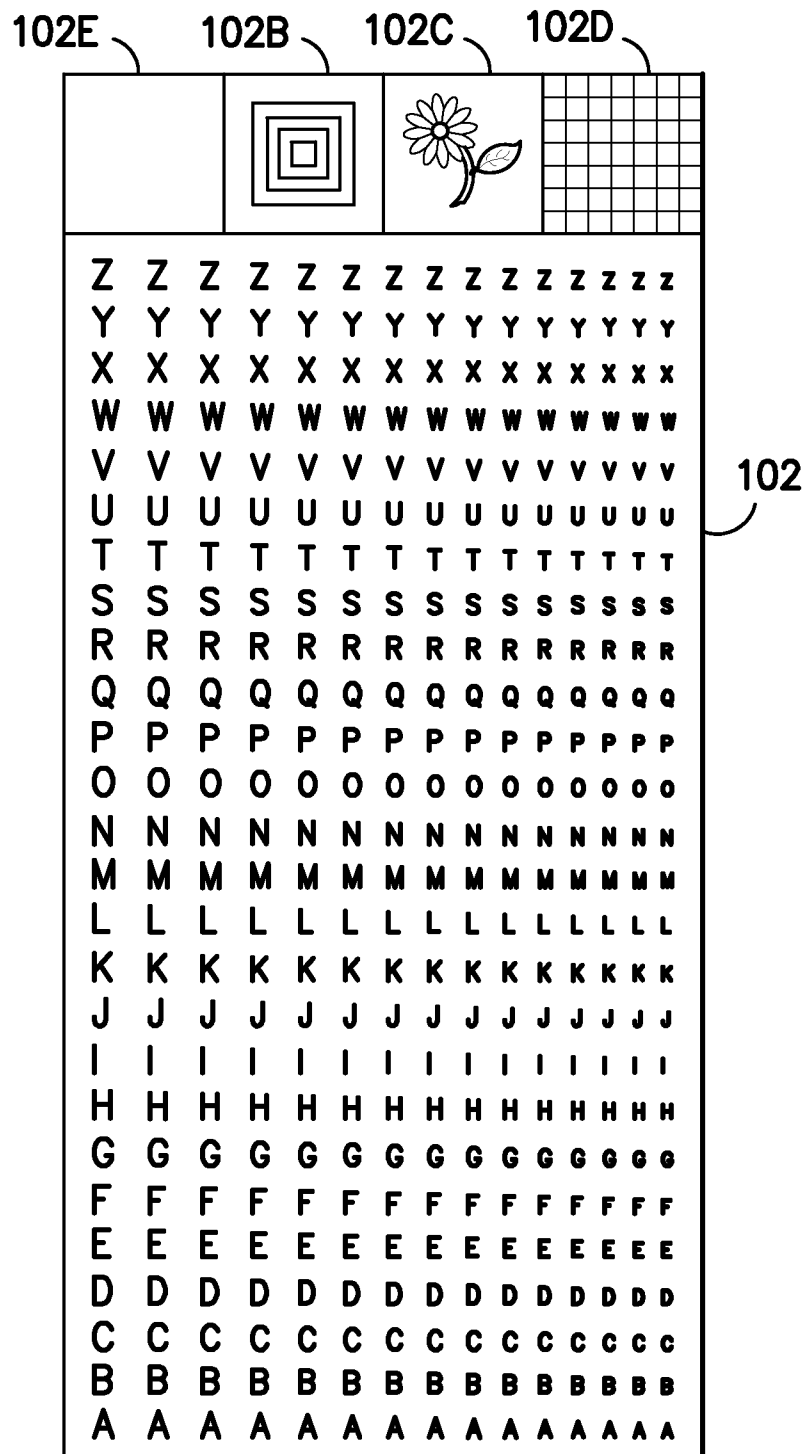 102E 102B 102C 102D
Z Z Z Z Z Z Z Z Z Z Z Z Z Z Z
Y Y Y Y Y Y Y Y Y Y Y Y Y Y Y
X X X X X X X X X X X X X X X
W W W W W W W W W W W W W W W
V V V V V V V V V V V V V V V
102
U U U U U U U U U U U U U U U
T T T T T T T T T T T T T T T
S S S S S S S S S S S S S S S
R R R R R R R R R R R R R R R
Q Q Q Q Q Q Q Q Q Q Q Q Q Q Q
P P P P P P P P P P P P P P P
O O O O O O O O O O O O O O O
N N N N N N N N N N N N N N N
M M M M M M M M M M M M M M M
L L L L L L L L L L L L L L L
K K K K K K K K K K K K K K K
J J J J J J J J J J J J J J J
I I I I I I I I I I I I I I I
H H H H H H H H H H H H H H H
G G G G G G G G G G G G G G G
F F F F F F F F F F F F F F F
E E E E E E E E E E E E E E E
D D D D D D D D D D D D D D D
C C C C C C C C C C C C C C C
B B B B B B B B B B B B B B B
A A A A A A A A A A A A A A A